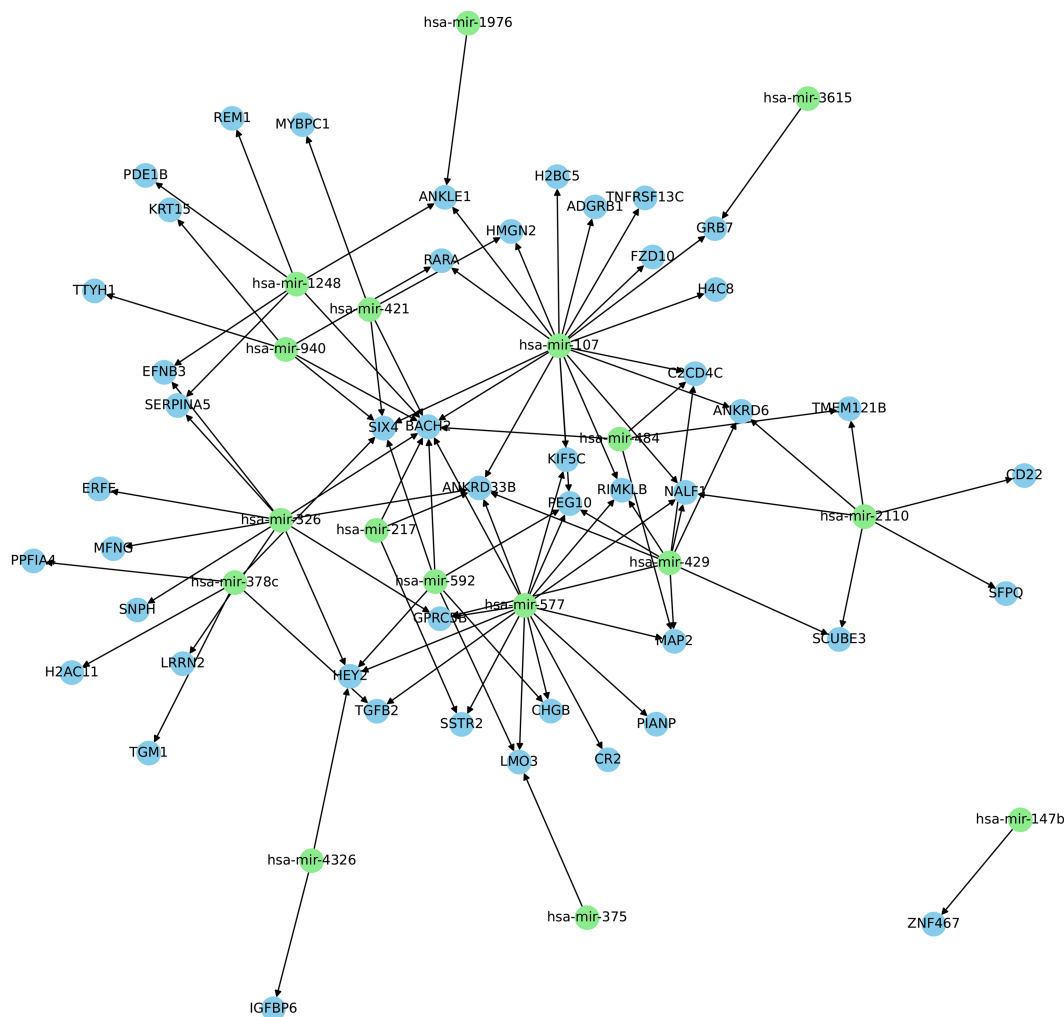 hsa-mir-1976
hsa-mir-3615
REM1
MYBPC1
PDE1B
H2BC5
ANKLE1
TNFRSF13C
ADGRB1
KRT15
GRB7
HMGN2
RARA
FZD10
hsa-mir-1248
TTYH1
H4C8
hsa-mir-421
hsa-mir-107
hsa-mir-940
EFNB3
C2CD4C
SERPINA5
TMEM121B
ANKRD6
SIX4
BACH2
hsa-mir-484
KIF5C
CD22
ERFE
ANKRD33B
RIMKLB
NALF1
PEG10
hsa-mir-326
hsa-mir-2110
hsa-mir-217
MFNG
PPFIA4
hsa-mir-429
hsa-mir-378c
hsa-mir-592
SFPQ
hsa-mir-577
SNPH
GPRC5B
SCUBE3
MAP2
LRRN2
H2AC11
HEY2
TGFB2
CHGB
SSTR2
PIANP
TGM1
CR2
LMO3
hsa-mir-147b
hsa-mir-4326
hsa-mir-375
ZNF467
IGFBP6